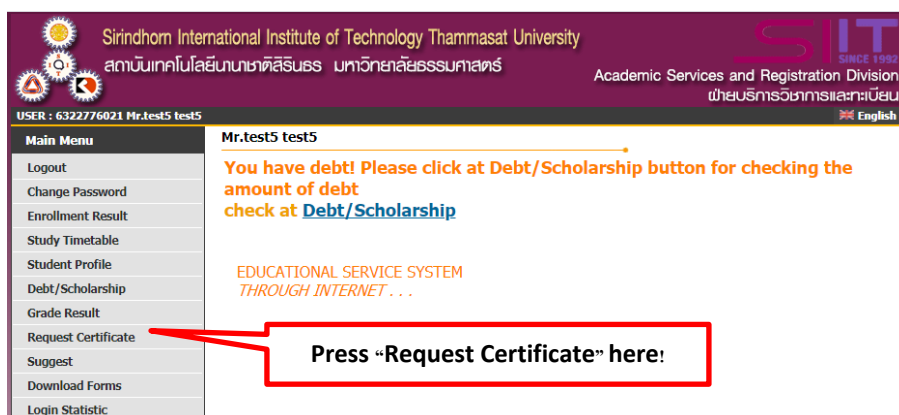 Sirindhorn International Institute of Technology Thammasat University
สถาบันเทคโนโลยีนานาชาติสิรินธร มหาวิทยาลัยธรรมศาสตร์
SIIT
SINCE 1992
Academic Services and Registration Division
ฝ่ายบริการวิชาการและทะเบียน
USER : 6322776021 Mr.test5 test5
English
Main Menu
Logout
Change Password
Enrollment Result
Study Timetable
Student Profile
Debt/Scholarship
Grade Result
Request Certificate
Suggest
Download Forms
Login Statistic
Mr.test5 test5
You have debt! Please click at Debt/Scholarship button for checking the
amount of debt
check at Debt/Scholarship
EDUCATIONAL SERVICE SYSTEM
THROUGH INTERNET . . .
Press “Request Certificate” here!